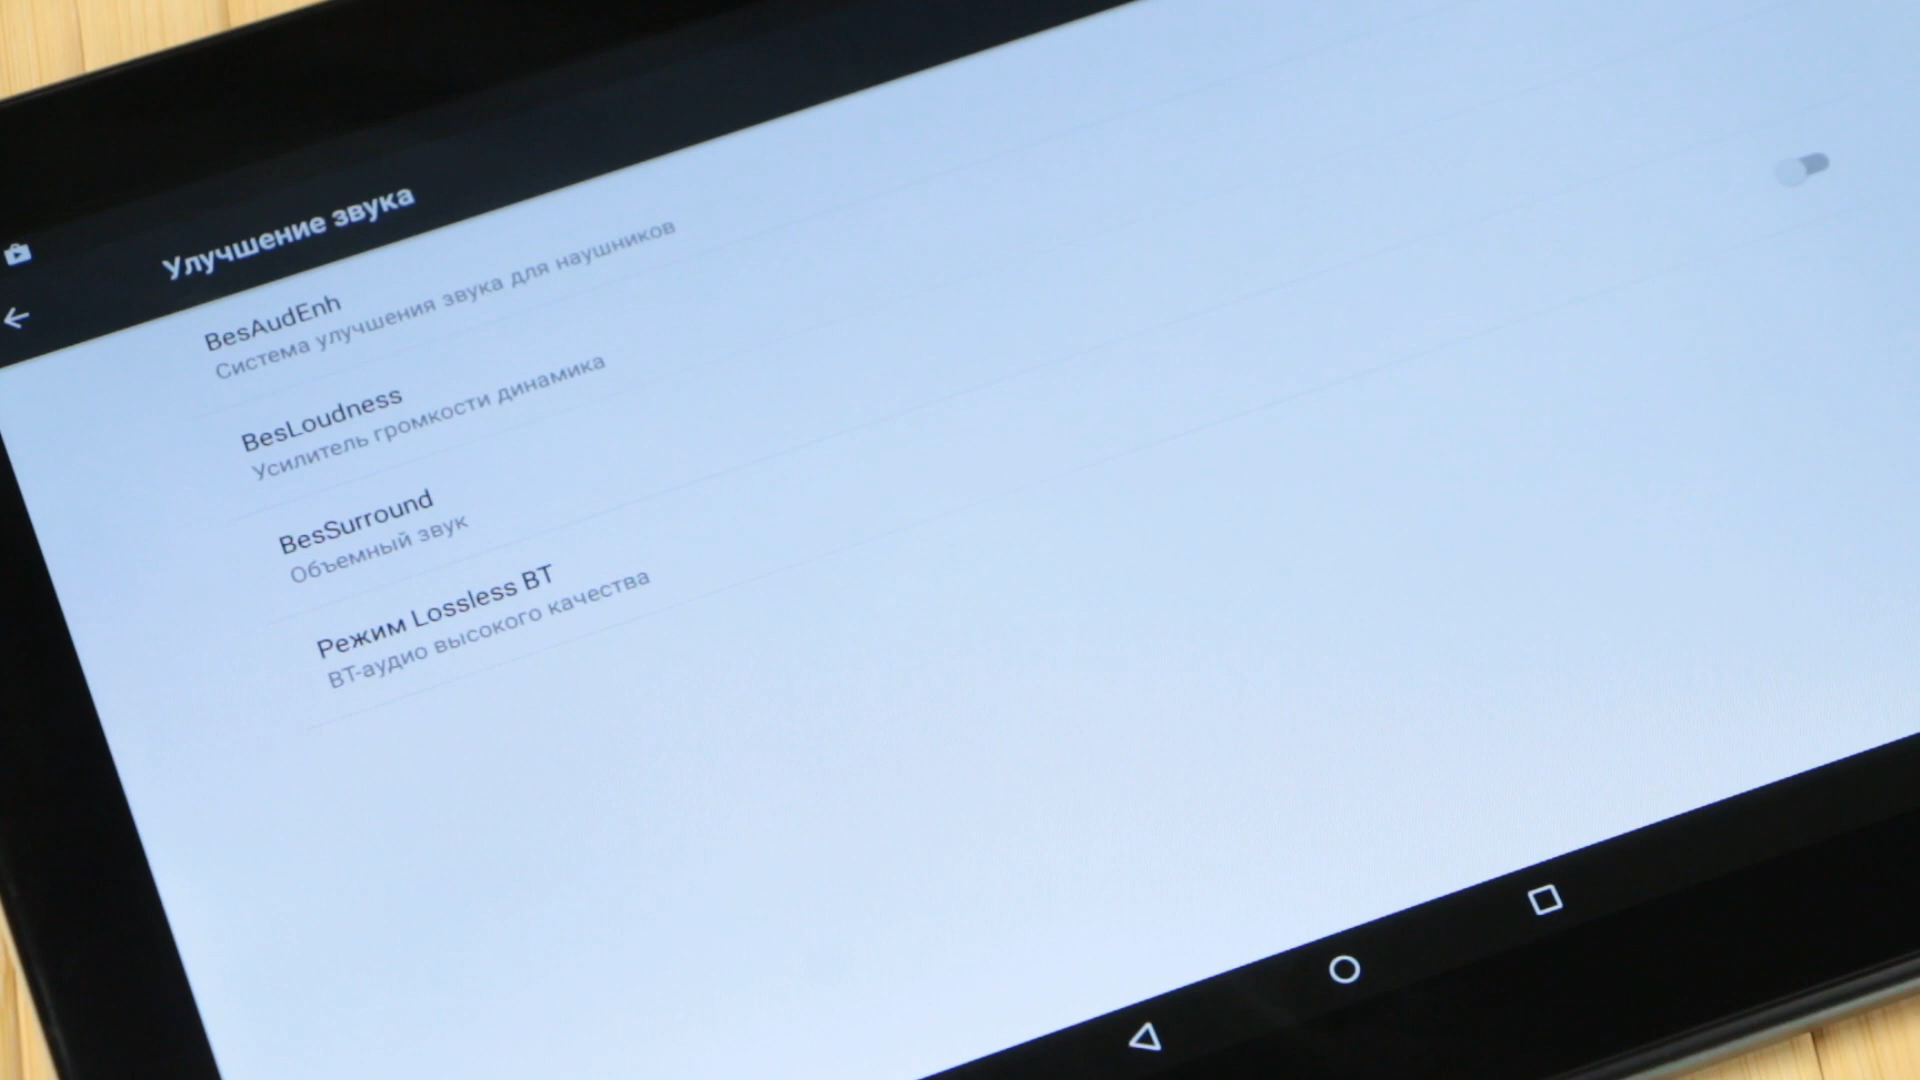 Улучшение звука
BesAudEnh
Система улучшения звука для наушников
BesLoudness
Усилитель громкости динамика
BesSurround
Объемный звук
Режим Lossless BT
BT-аудио высокого качества